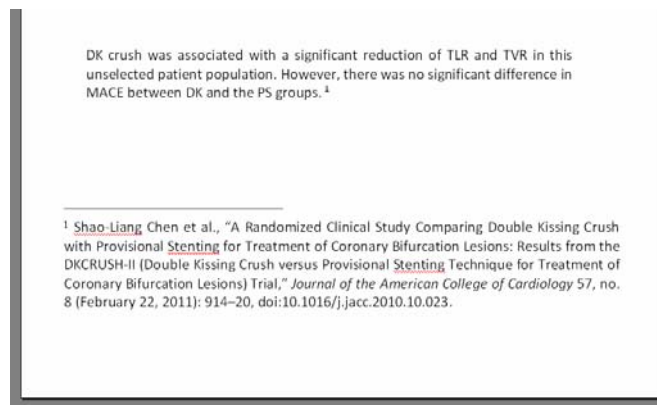 DK crush was associated with a significant reduction of TLR and TVR in this
unselected patient population. However, there was no significant difference in
MACE between DK and the PS groups. ¹
¹ Shao-Liang Chen et al., “A Randomized Clinical Study Comparing Double Kissing Crush
with Provisional Stenting for Treatment of Coronary Bifurcation Lesions: Results from the
DKCRUSH-II (Double Kissing Crush versus Provisional Stenting Technique for Treatment of
Coronary Bifurcation Lesions) Trial,” Journal of the American College of Cardiology 57, no.
8 (February 22, 2011): 914–20, doi:10.1016/j.jacc.2010.10.023.